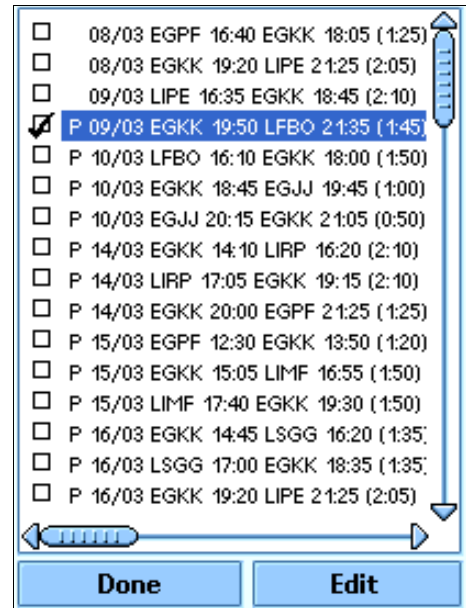 08/03 EGPF 16:40 EGKK 18:05 (1:25)
08/03 EGKK 19:20 LIPE 21:25 (2:05)
09/03 LIPE 16:35 EGKK 18:45 (2:10)
P 09/03 EGKK 19:50 LFBO 21:35 (1:45)
P 10/03 LFBO 16:10 EGKK 18:00 (1:50)
P 10/03 EGKK 18:45 EGJJ 19:45 (1:00)
P 10/03 EGJJ 20:15 EGKK 21:05 (0:50)
P 14/03 EGKK 14:10 LIRP 16:20 (2:10)
P 14/03 LIRP 17:05 EGKK 19:15 (2:10)
P 14/03 EGKK 20:00 EGPF 21:25 (1:25)
P 15/03 EGPF 12:30 EGKK 13:50 (1:20)
P 15/03 EGKK 15:05 LIMF 16:55 (1:50)
P 15/03 LIMF 17:40 EGKK 19:30 (1:50)
P 16/03 EGKK 14:45 LSGG 16:20 (1:35)
P 16/03 LSGG 17:00 EGKK 18:35 (1:35)
P 16/03 EGKK 19:20 LIPE 21:25 (2:05)
Done Edit